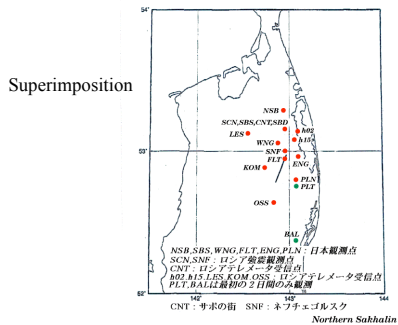 54˚
Superimposition
NSB
SCN,SBS,CNT,SBD
h02
LES
h15
WNG
53˚
SNF
FLT
ENG
KOM
PLN
PLT
OSS
BAL
NSB,SBS,WNG,FLT,ENG,PLN:日本観測点
SCN,SNF:ロシア強震観測点
CNT:ロシアテレメータ受信点
h02,h15,LES,KOM,OSS:ロシアテレメータ受信点
PLT,BALは最初の2日間のみ観測
52˚
142˚ 143˚ 144˚
CNT:サボの街 SNF:ネフチェゴルスク
Northern Sakhalin